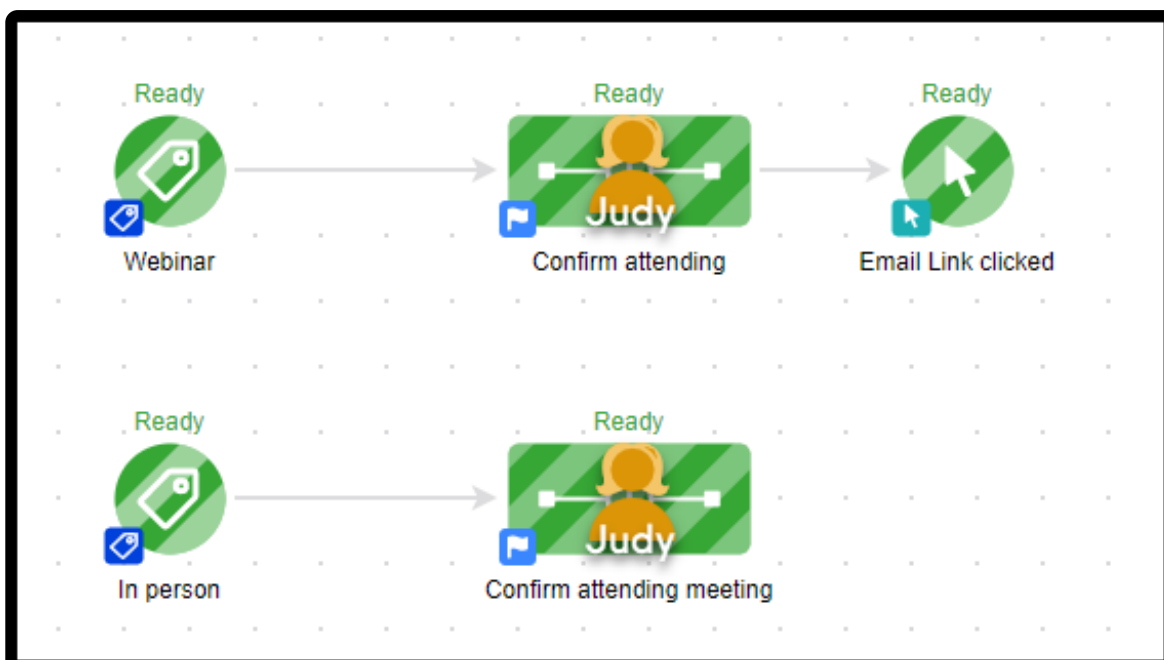 Ready
Ready
Ready
Judy
Judy
Webinar
Confirm attending
Email Link clicked
Ready
Ready
In person
Confirm attending meeting